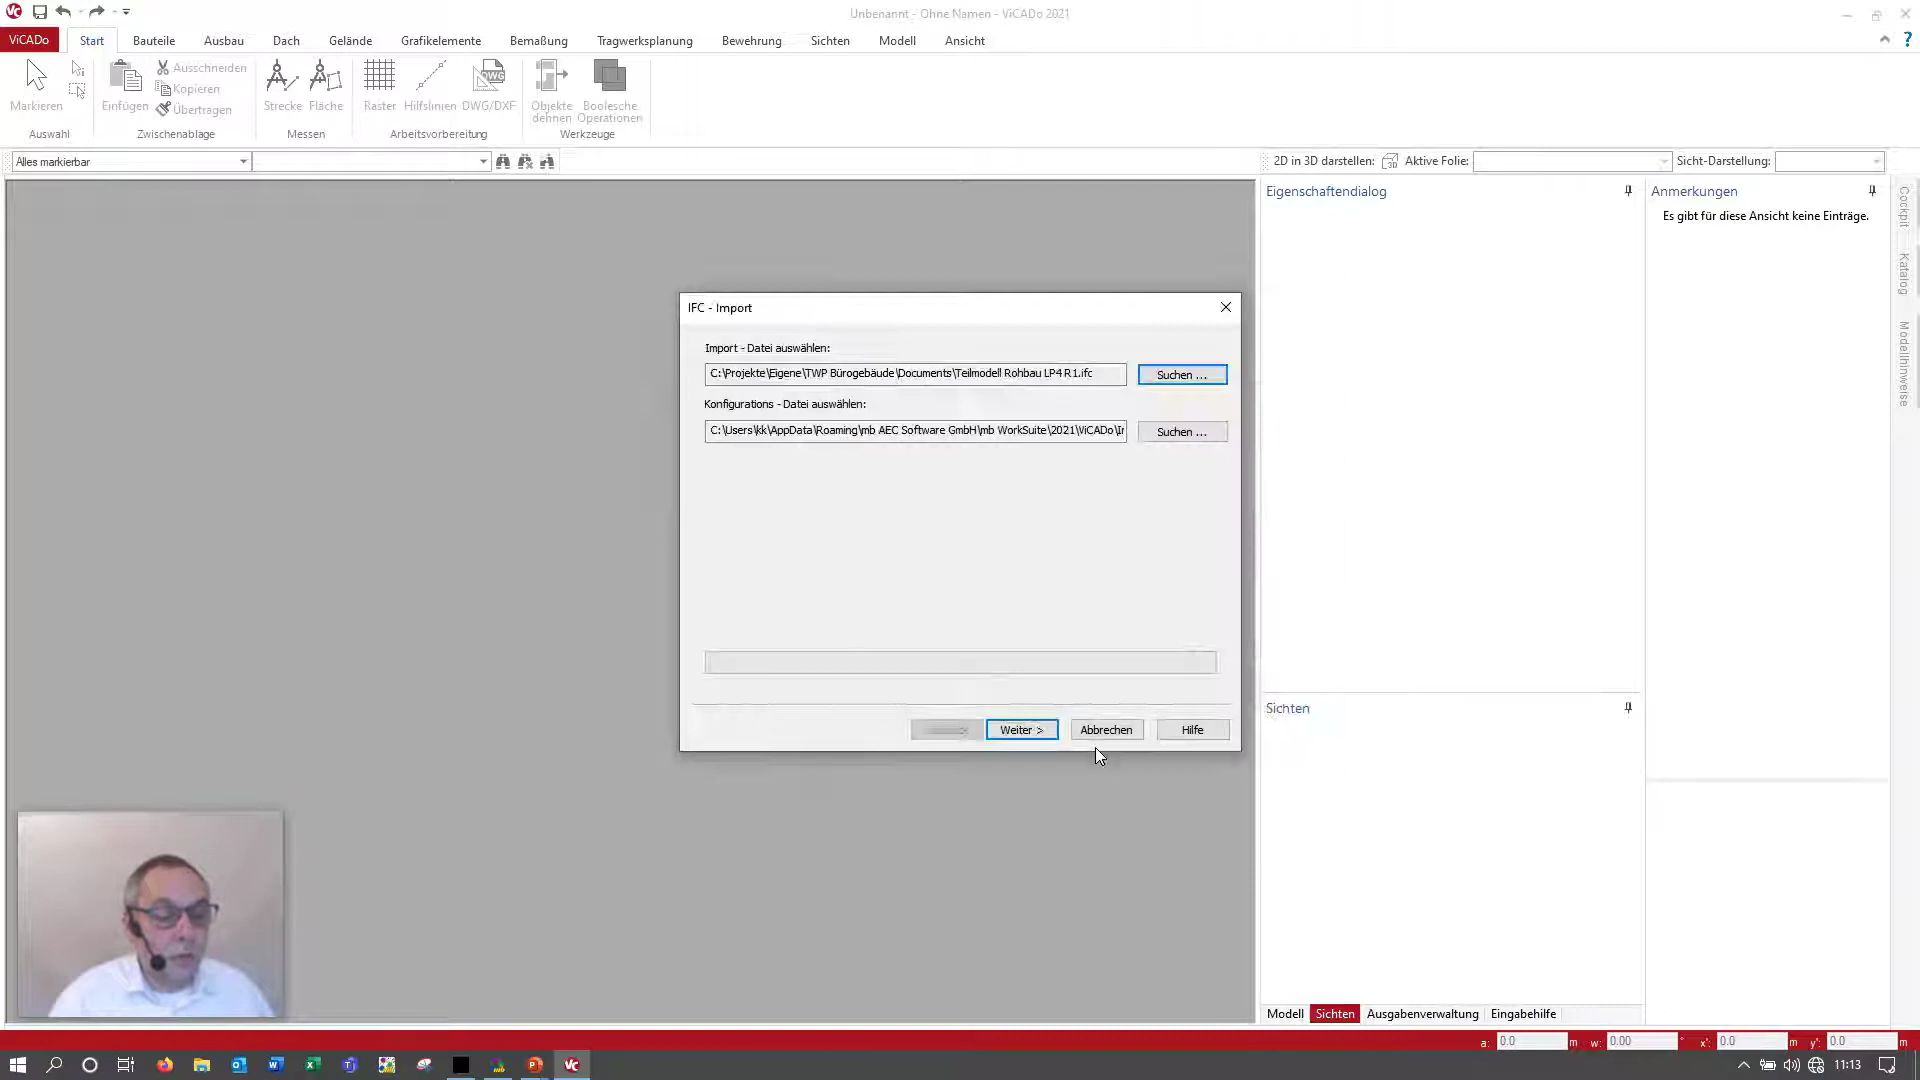 Unbenannt - Ohne Namen - ViCADo 2021
ViCADo Start Bauteile Ausbau Dach Gelände Grafikelemente Bemaßung Tragwerksplanung Bewehrung Sichten Modell Ansicht
Markieren
Einfügen
Ausschneiden
Kopieren
Übertragen
Strecke Fläche
Raster Hilfslinien DWG/DXF
Objekte dehnen
Boolesche Operationen
Auswahl Zwischenablage Messen Arbeitsvorbereitung Werkzeuge
Alles markierbar
2D in 3D darstellen: Aktive Folie: Sicht-Darstellung:
Eigenschaftendialog
Anmerkungen
Es gibt für diese Ansicht keine Einträge.
Cockpit
Katalog
Modellhinweise
IFC - Import
Import - Datei auswählen:
C:\Projekte\Eigene\TWP Bürogebäude\Documents\Teilmodell Rohbau LP4 R1.ifc
Suchen ...
Konfigurations - Datei auswählen:
C:\Users\kk\AppData\Roaming\mb AEC Software GmbH\mb WorkSuite\2021\ViCADo\
Suchen ...
Weiter > Abbrechen Hilfe
Sichten
Modell Sichten Ausgabenverwaltung Eingabehilfe
a: 0.0 m w: 0.00 ° x': 0.0 m y': 0.0 m
11:13